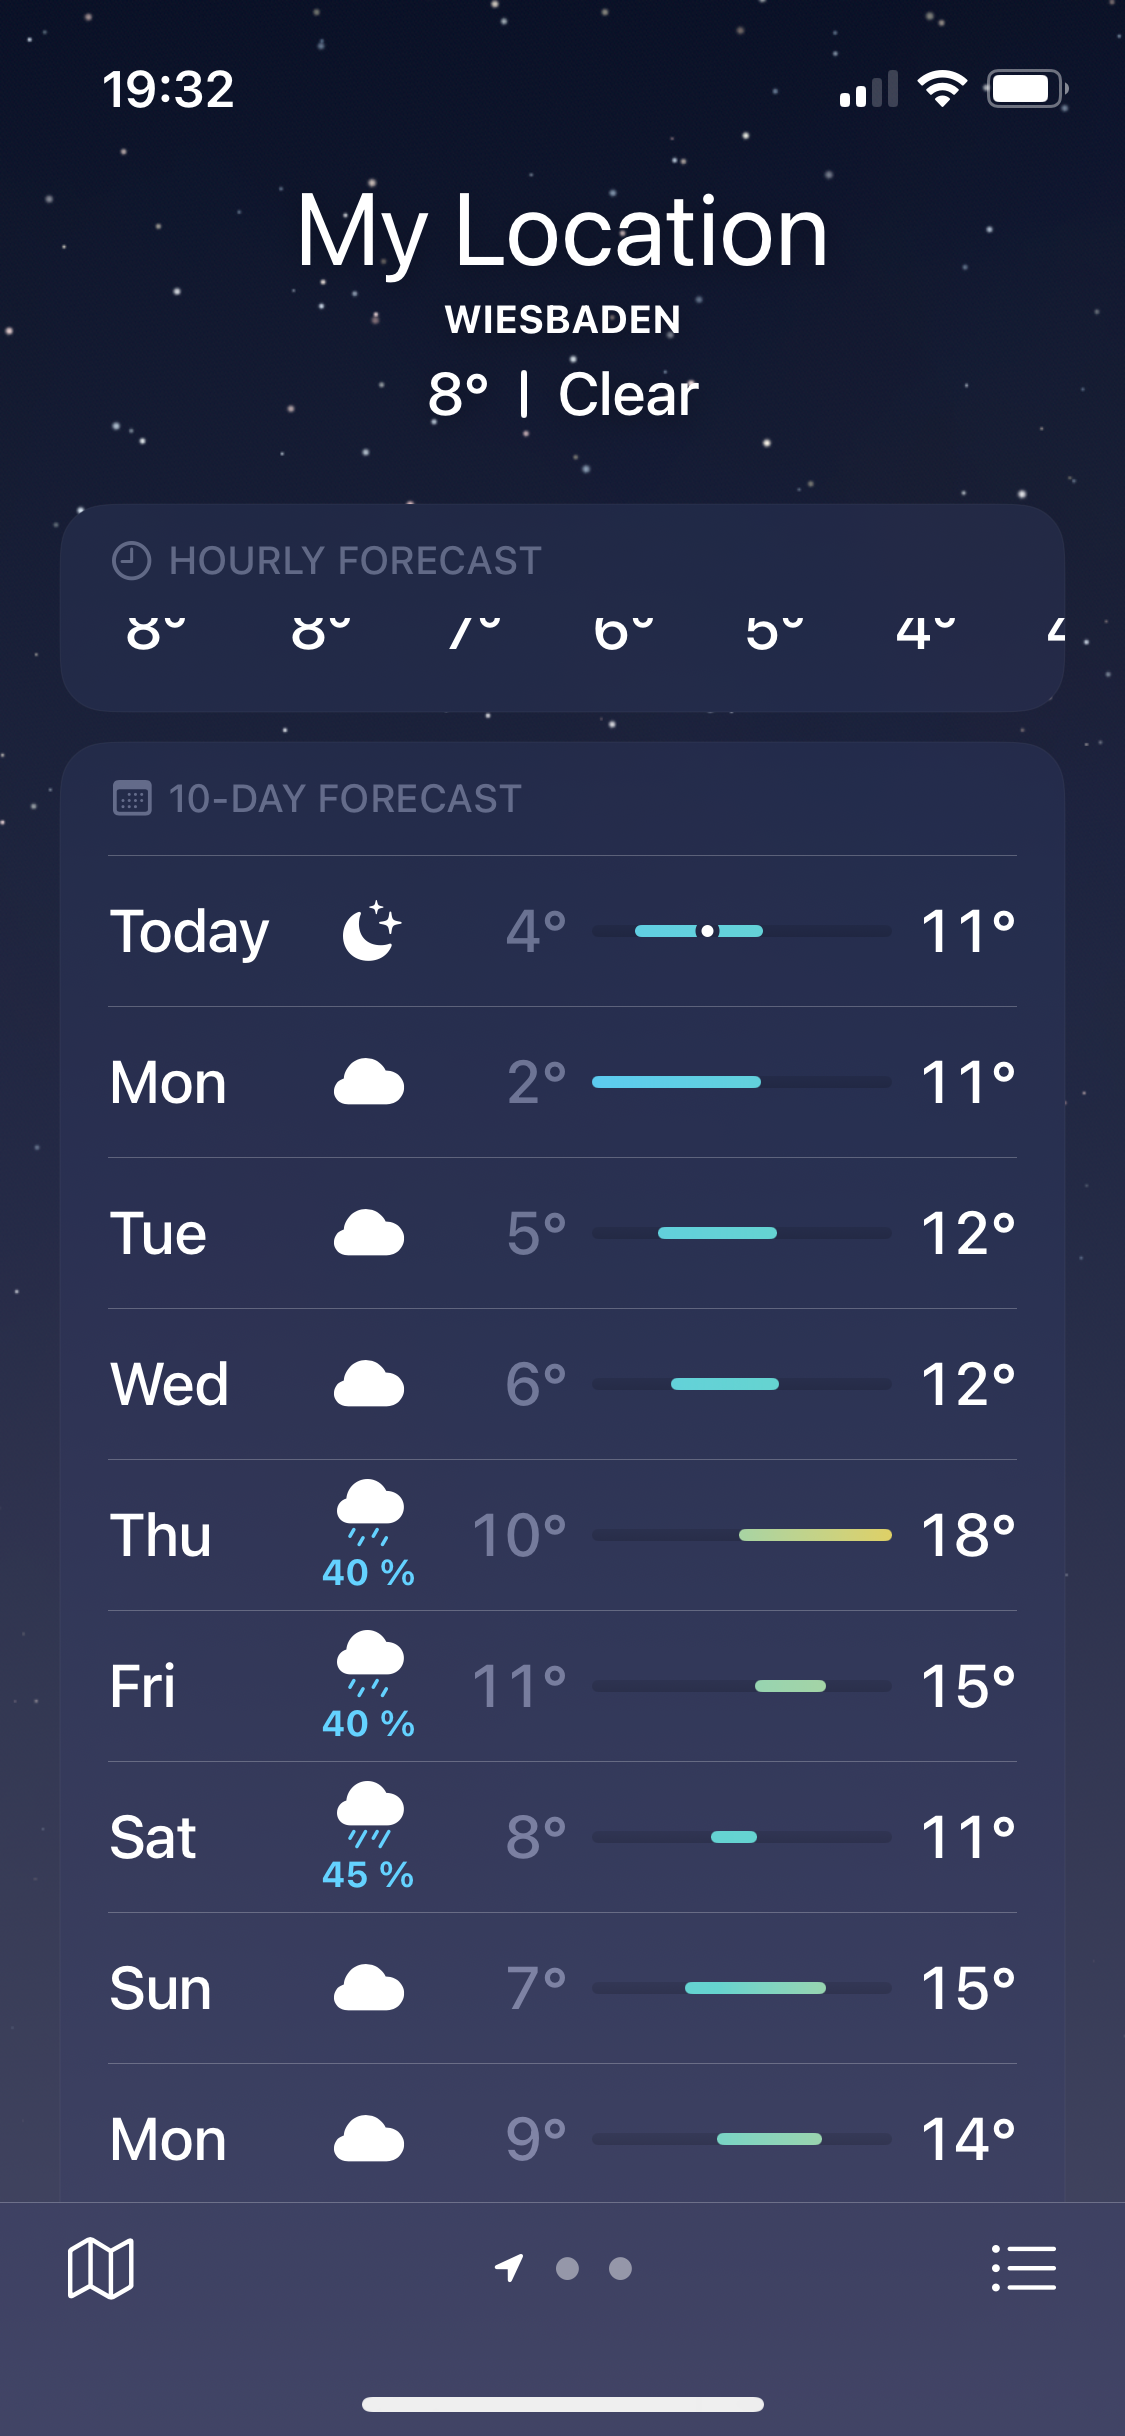 19:32
My Location
WIESBADEN
8° | Clear
HOURLY FORECAST
8° 8° 7° 6° 5° 4°
10-DAY FORECAST
Today 4° 11°
Mon 2° 11°
Tue 5° 12°
Wed 6° 12°
Thu 40 % 10° 18°
Fri 40 % 11° 15°
Sat 45 % 8° 11°
Sun 7° 15°
Mon 9° 14°